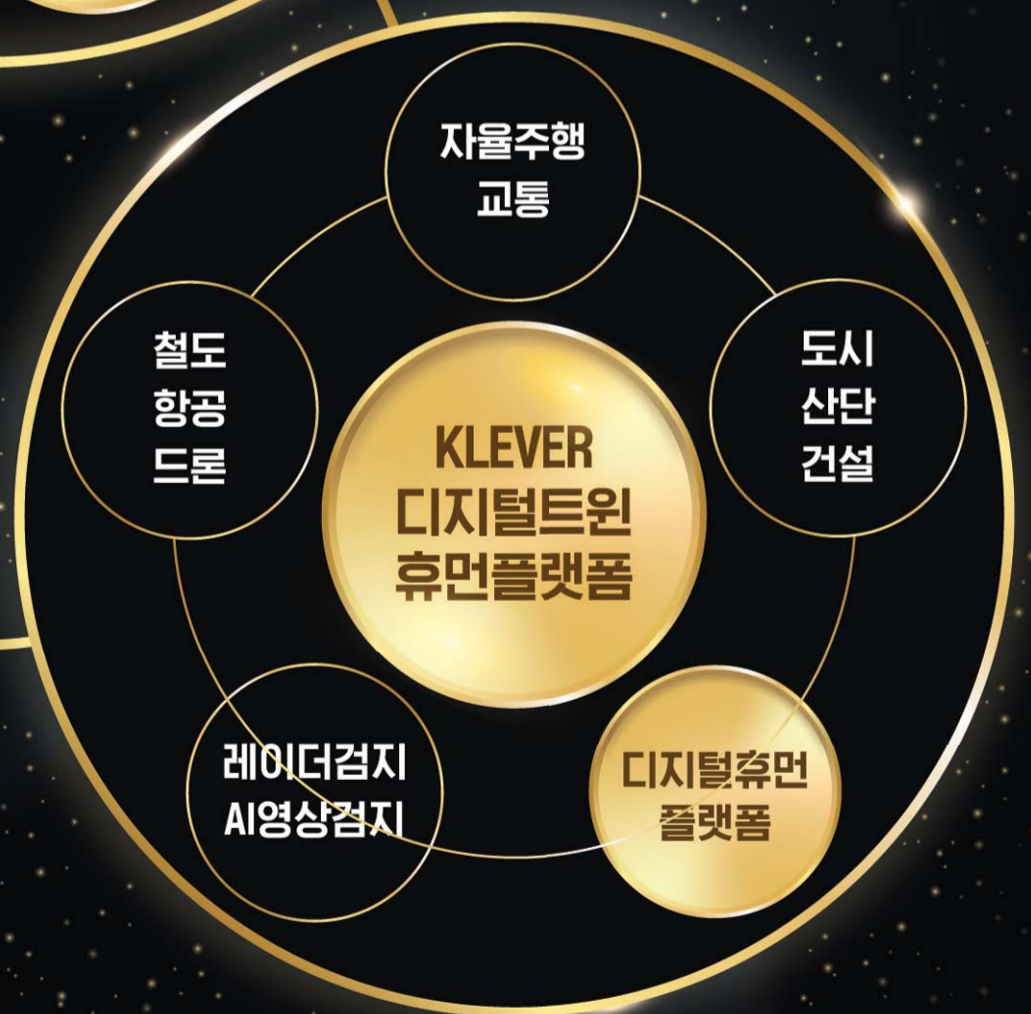 자율주행
교통
철도
항공
드론
도시
산단
건설
KLEVER
디지털트윈
휴먼플랫폼
레이더검지
AI영상검지
디지털휴먼
플랫폼